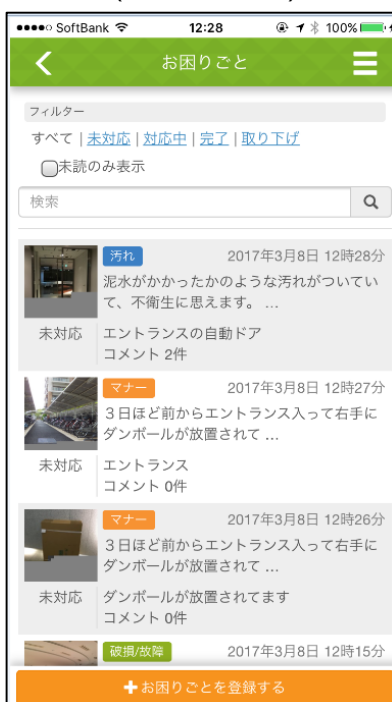 SoftBank 12:28 100%
お困りごと
フィルター
すべて | 未対応 | 対応中 | 完了 | 取り下げ
未読のみ表示
検索
汚れ 2017年3月8日 12時28分
泥水がかかったかのような汚れがついてい
て、不衛生に思えます。 …
未対応 エントランスの自動ドア
コメント 2件
マナー 2017年3月8日 12時27分
３日ほど前からエントランス入って右手に
ダンボールが放置されて …
未対応 エントランス
コメント 0件
マナー 2017年3月8日 12時26分
３日ほど前からエントランス入って右手に
ダンボールが放置されて …
未対応 ダンボールが放置されてます
コメント 0件
破損/故障 2017年3月8日 12時15分
+お困りごとを登録する